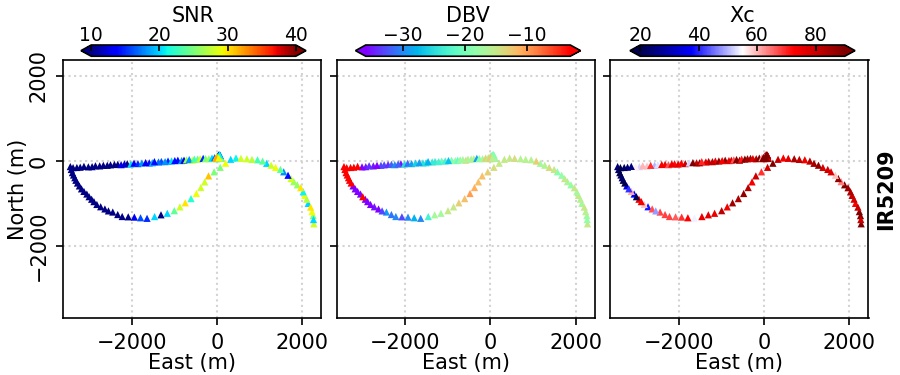 SNR DBV Xc
10 20 30 40 −30 −20 −10 20 40 60 80
2000
0
−2000
North (m)
IR5209
−2000 0 2000 −2000 0 2000 −2000 0 2000
East (m) East (m) East (m)